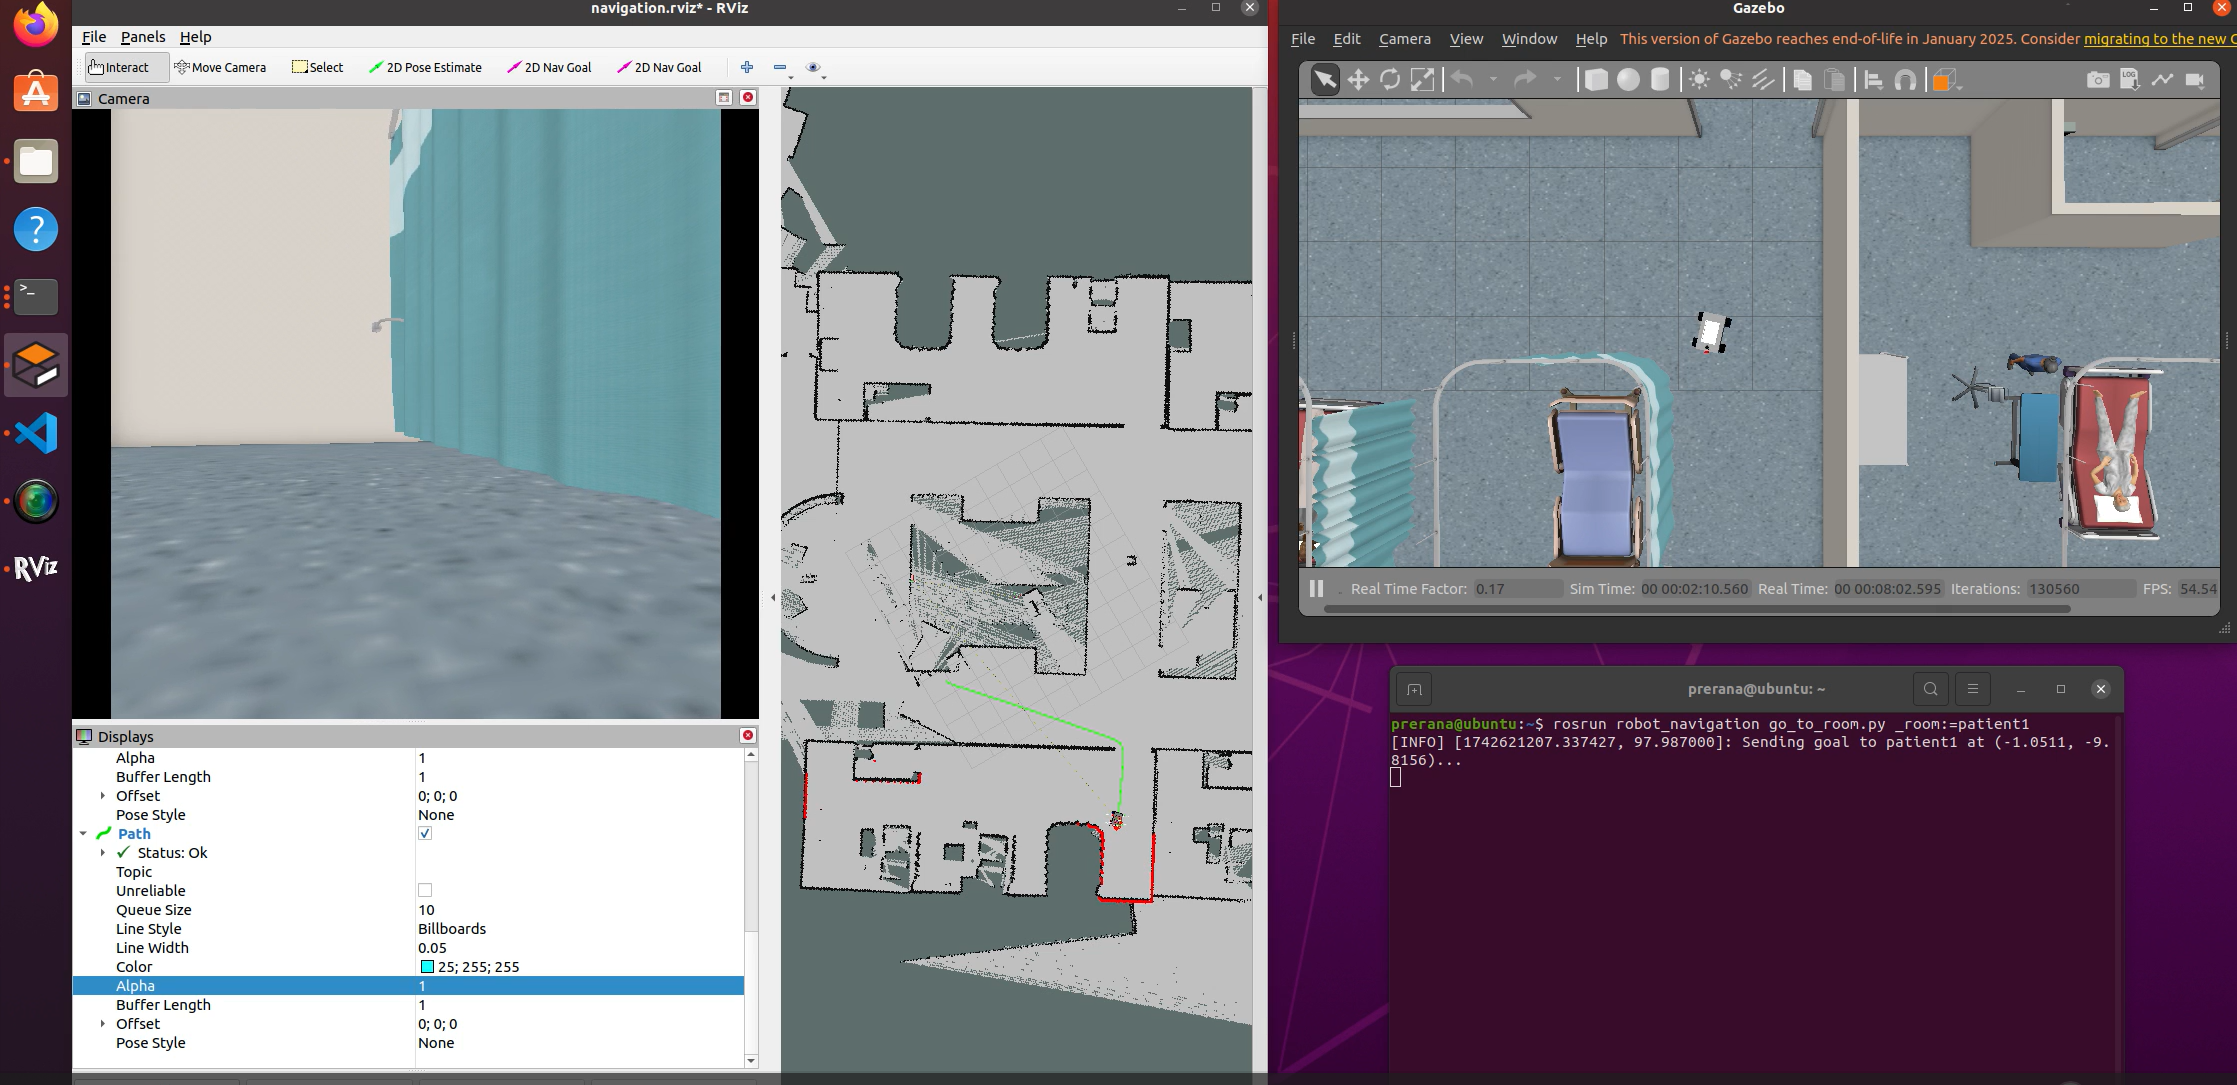 navigation.rviz* - RViz
File Panels Help
Interact Move Camera Select 2D Pose Estimate 2D Nav Goal 2D Nav Goal
Camera
Displays
Alpha 1
Buffer Length 1
Offset 0; 0; 0
Pose Style None
Path
Status: Ok
Topic
Unreliable
Queue Size 10
Line Style Billboards
Line Width 0.05
Color 25; 255; 255
Alpha 1
Buffer Length 1
Offset 0; 0; 0
Pose Style None
RViz
Gazebo
File Edit Camera View Window Help This version of Gazebo reaches end-of-life in January 2025. Consider migrating to the new
LOG
Real Time Factor: 0.17 Sim Time: 00 00:02:10.560 Real Time: 00 00:08:02.595 Iterations: 130560 FPS: 54.54
prerana@ubuntu: ~
prerana@ubuntu:~$ rosrun robot_navigation go_to_room.py _room:=patient1
[INFO] [1742621207.337427, 97.987000]: Sending goal to patient1 at (-1.0511, -9.
8156)...